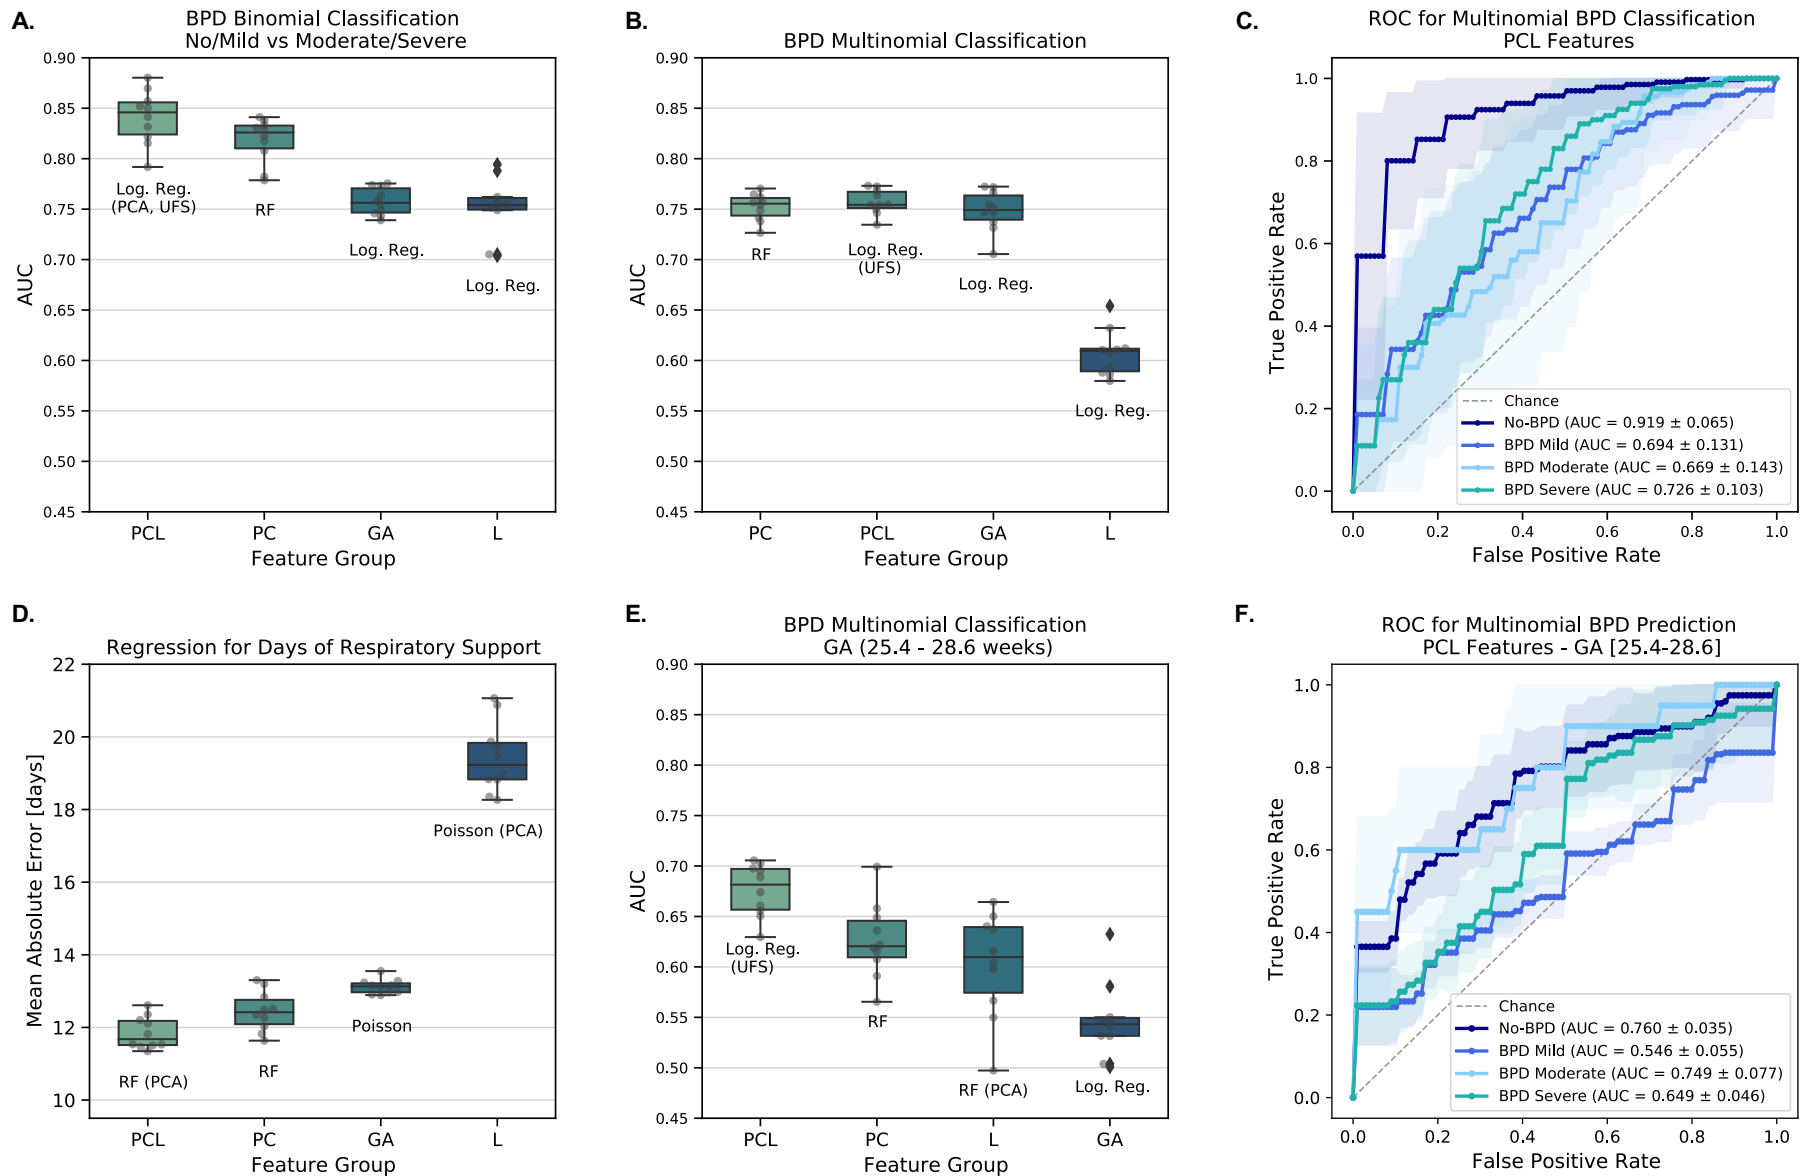 A.
BPD Binomial Classification
No/Mild vs Moderate/Severe
0.90
0.85
0.80
0.75
0.70
0.65
0.60
0.55
0.50
0.45
AUC
Log. Reg.
(PCA, UFS)
RF
Log. Reg.
Log. Reg.
PCL PC GA L
Feature Group
B.
BPD Multinomial Classification
0.90
0.85
0.80
0.75
0.70
0.65
0.60
0.55
0.50
0.45
AUC
RF
Log. Reg.
(UFS)
Log. Reg.
Log. Reg.
PC PCL GA L
Feature Group
C.
ROC for Multinomial BPD Classification
PCL Features
1.0
0.8
0.6
0.4
0.2
0.0
True Positive Rate
Chance
No-BPD (AUC = 0.919 ± 0.065)
BPD Mild (AUC = 0.694 ± 0.131)
BPD Moderate (AUC = 0.669 ± 0.143)
BPD Severe (AUC = 0.726 ± 0.103)
0.0 0.2 0.4 0.6 0.8 1.0
False Positive Rate
D.
Regression for Days of Respiratory Support
22
20
18
16
14
13
12
10
Mean Absolute Error [days]
RF (PCA)
RF
Poisson
Poisson (PCA)
PCL PC GA L
Feature Group
E.
BPD Multinomial Classification
GA (25.4 - 28.6 weeks)
0.90
0.85
0.80
0.75
0.70
0.65
0.60
0.55
0.50
0.45
AUC
Log. Reg.
(UFS)
RF
RF (PCA)
Log. Reg.
PCL PC L GA
Feature Group
F.
ROC for Multinomial BPD Prediction
PCL Features - GA [25.4-28.6]
1.0
0.8
0.6
0.4
0.2
0.0
True Positive Rate
Chance
No-BPD (AUC = 0.760 ± 0.035)
BPD Mild (AUC = 0.546 ± 0.055)
BPD Moderate (AUC = 0.749 ± 0.077)
BPD Severe (AUC = 0.649 ± 0.046)
0.0 0.2 0.4 0.6 0.8 1.0
False Positive Rate